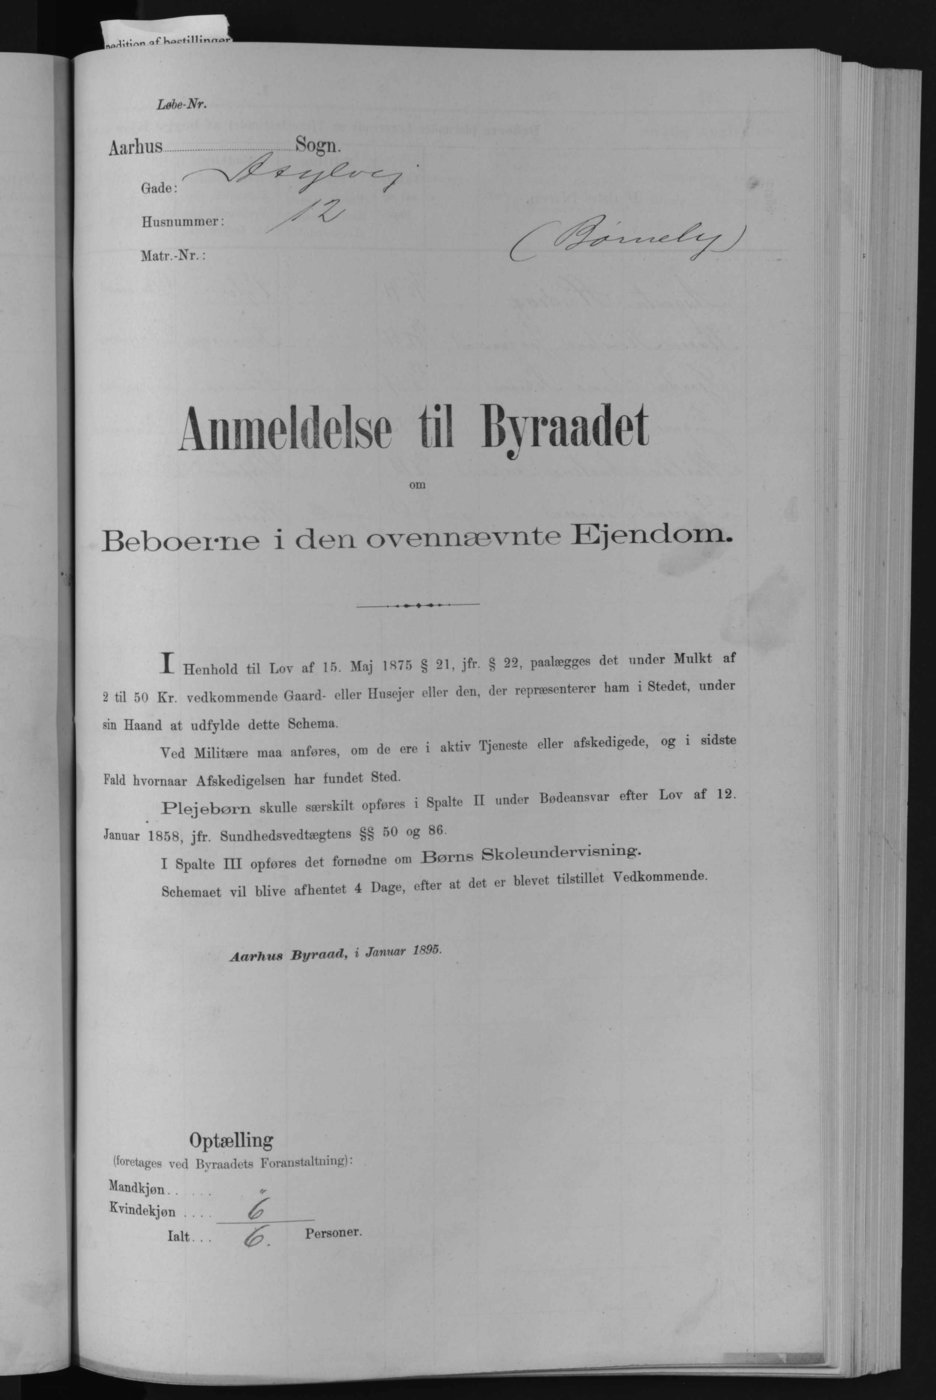 pedition af bestillinger
Løbe-Nr.
Aarhus Sogn.
Gade: Asylvej
Husnummer: 12
(Børneby)
Matr.-Nr.:
Anmeldelse til Byraadet
om
Beboerne i den ovennævnte Ejendom.
I Henhold til Lov af 15. Maj 1875 § 21, jfr. § 22, paalægges det under Mulkt af
2 til 50 Kr. vedkommende Gaard- eller Husejer eller den, der repræsenterer ham i Stedet, under
sin Haand at udfylde dette Schema.
Ved Militære maa anføres, om de ere i aktiv Tjeneste eller afskedigede, og i sidste
Fald hvornaar Afskedigelsen har fundet Sted.
Plejebørn skulle særskilt opføres i Spalte II under Bødeansvar efter Lov af 12.
Januar 1858, jfr. Sundhedsvedtægtens §§ 50 og 86.
I Spalte III opføres det fornødne om Børns Skoleundervisning.
Schemaet vil blive afhentet 4 Dage, efter at det er blevet tilstillet Vedkommende.
Aarhus Byraad, i Januar 1895.
Optælling
(foretages ved Byraadets Foranstaltning):
Mandkjøn...... "
Kvindekjøn .... 6
Ialt... 6. Personer.